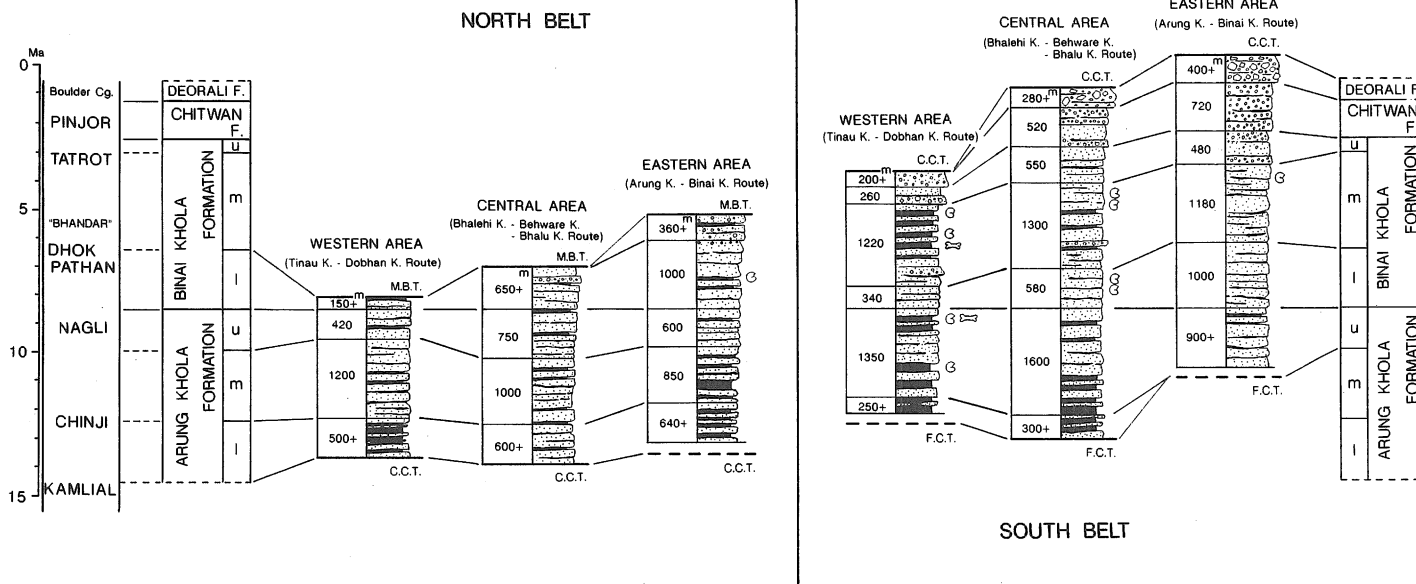 NORTH BELT
Ma
0
5
10
15
Boulder Cg.
PINJOR
TATROT
"BHANDAR"
DHOK
PATHAN
NAGLI
CHINJI
KAMLIAL
DEORALI F.
CHITWAN
F.
BINAI KHOLA
FORMATION
u
m
l
ARUNG KHOLA
FORMATION
u
m
l
WESTERN AREA
(Tinau K. - Dobhan K. Route)
M.B.T.
m
150+
420
1200
500+
C.C.T.
CENTRAL AREA
(Bhalehi K. - Behware K.
- Bhalu K. Route)
M.B.T.
m
650+
750
1000
600+
C.C.T.
EASTERN AREA
(Arung K. - Binai K. Route)
M.B.T.
m
360+
1000
600
850
640+
C.C.T.
WESTERN AREA
(Tinau K. - Dobhan K. Route)
C.C.T.
m
200+
260
1220
340
1350
250+
F.C.T.
CENTRAL AREA
(Bhalehi K. - Behware K.
- Bhalu K. Route)
C.C.T.
m
280+
520
550
1300
580
1600
300+
F.C.T.
EASTERN AREA
(Arung K. - Binai K. Route)
C.C.T.
m
400+
720
480
1180
1000
900+
F.C.T.
DEORALI F
CHITWAN
F
u
m
l
BINAI KHOLA
FORMATION
u
m
l
ARUNG KHOLA
FORMATION
SOUTH BELT